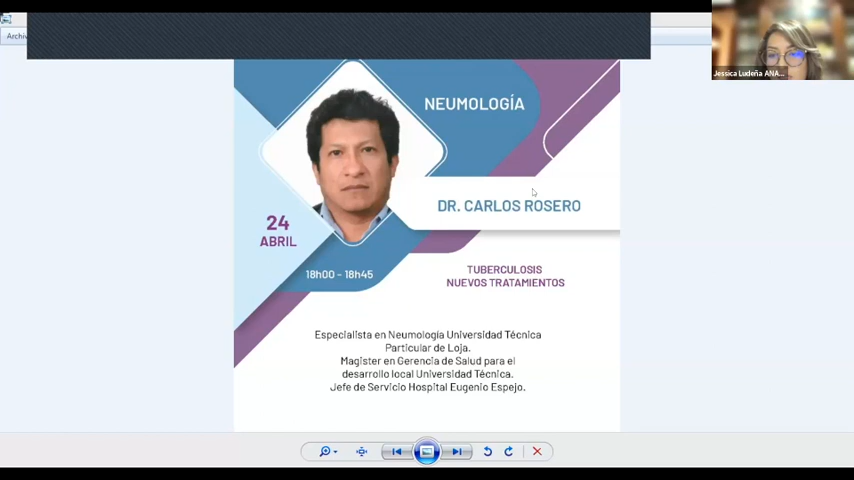 Archiv
Jessica Ludeña ANA...
NEUMOLOGÍA
DR. CARLOS ROSERO
24
ABRIL
18h00 - 18h45
TUBERCULOSIS
NUEVOS TRATAMIENTOS
Especialista en Neumología Universidad Técnica
Particular de Loja.
Magister en Gerencia de Salud para el
desarrollo local Universidad Técnica.
Jefe de Servicio Hospital Eugenio Espejo.